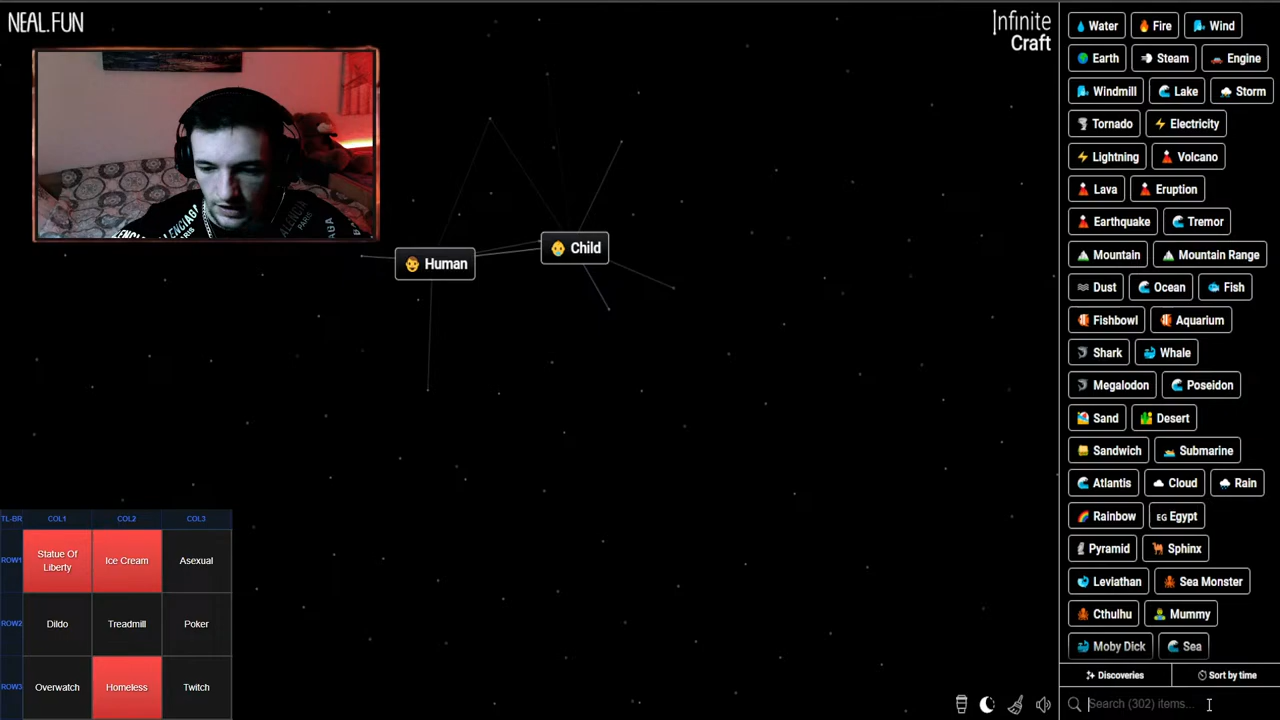 NEAL.FUN
Infinite
Craft
Human
Child
Water Fire Wind
Earth Steam Engine
Windmill Lake Storm
Tornado Electricity
Lightning Volcano
Lava Eruption
Earthquake Tremor
Mountain Mountain Range
Dust Ocean Fish
Fishbowl Aquarium
Shark Whale
Megalodon Poseidon
Sand Desert
Sandwich Submarine
Atlantis Cloud Rain
Rainbow EG Egypt
Pyramid Sphinx
Leviathan Sea Monster
Cthulhu Mummy
Moby Dick Sea
Discoveries Sort by time
Search (302) items...
BALENCIAGA
PARIS
TL-BR COL1 COL2 COL3
ROW1 Statue Of Liberty Ice Cream Asexual
ROW2 Dildo Treadmill Poker
ROW3 Overwatch Homeless Twitch